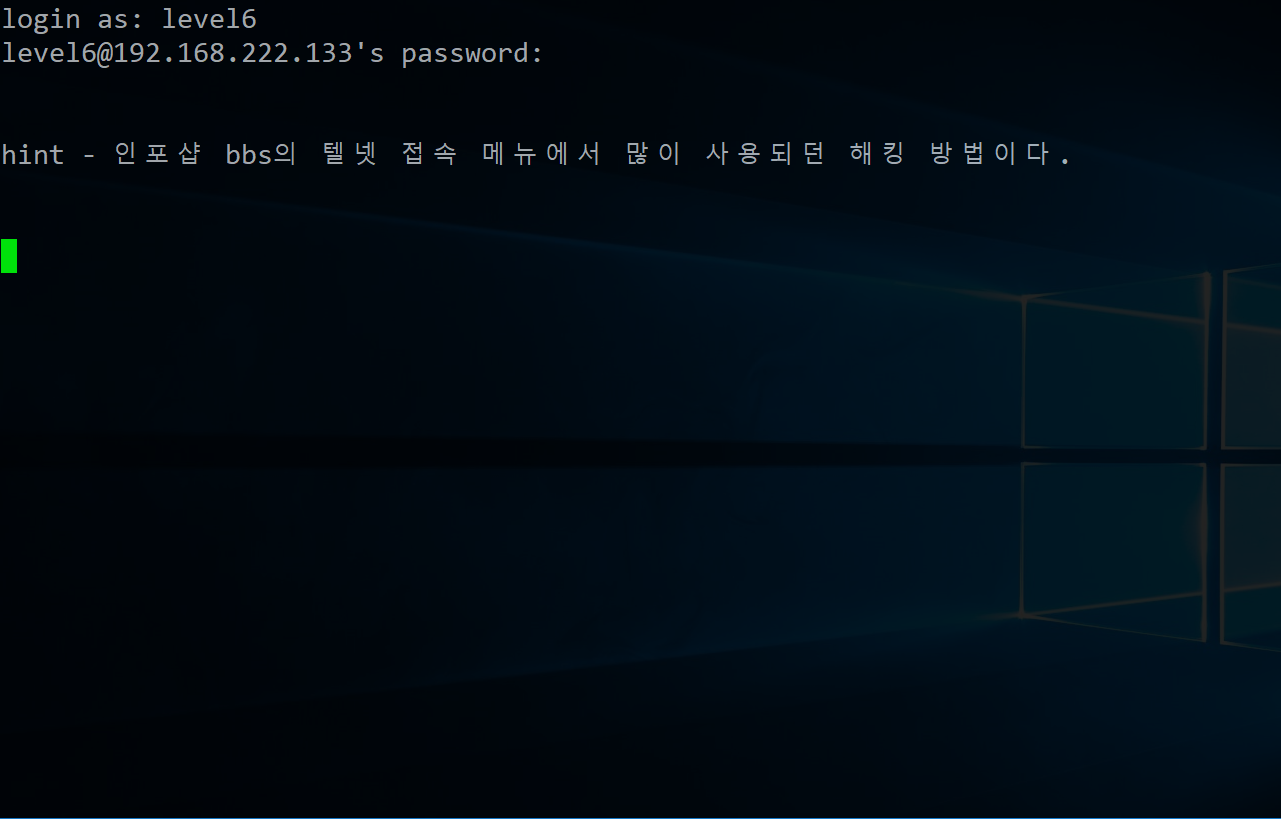 login as: level6
level6@192.168.222.133's password:
hint - 인포샵 bbs의 텔넷 접속 메뉴에서 많이 사용되던 해킹 방법이다.